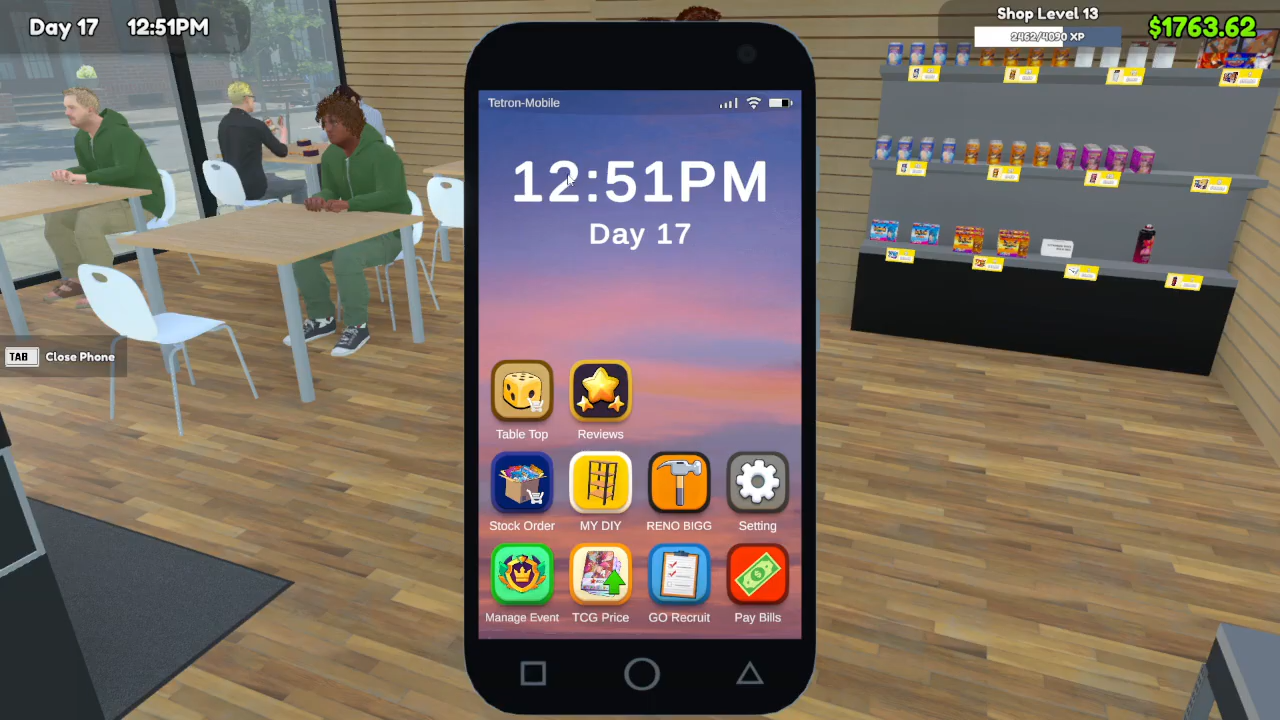 Day 17 12:51PM
Shop Level 13
2462/4090 XP
$1763.62
Tetron-Mobile
12:51PM
Day 17
TAB Close Phone
Table Top Reviews
Stock Order MY DIY RENO BIGG Setting
Manage Event TCG Price GO Recruit Pay Bills